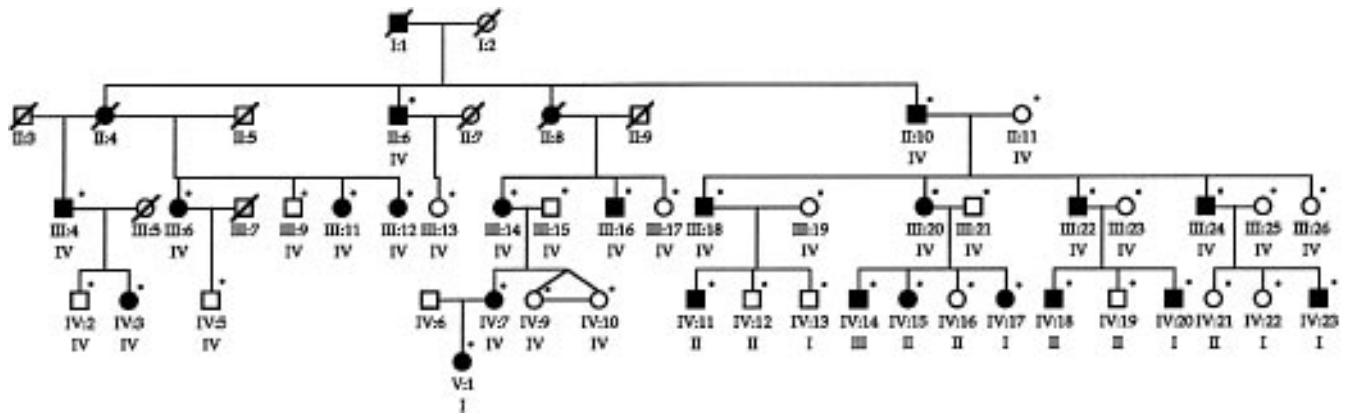 I:1 I:2
II:3 II:4 II:5 II:6 II:7 II:8 II:9 II:10 II:11
IV IV IV
III:4 III:5 III:6 III:7 III:9 III:11 III:12 III:13 III:14 III:15 III:16 III:17 III:18 III:19 III:20 III:21 III:22 III:23 III:24 III:25 III:26
IV IV IV IV IV IV IV IV IV IV IV IV IV IV IV IV IV IV IV
IV:2 IV:3 IV:5 IV:6 IV:7 IV:9 IV:10 IV:11 IV:12 IV:13 IV:14 IV:15 IV:16 IV:17 IV:18 IV:19 IV:20 IV:21 IV:22 IV:23
IV IV IV IV IV IV II II I III II II I III III I II I I
V:1
I